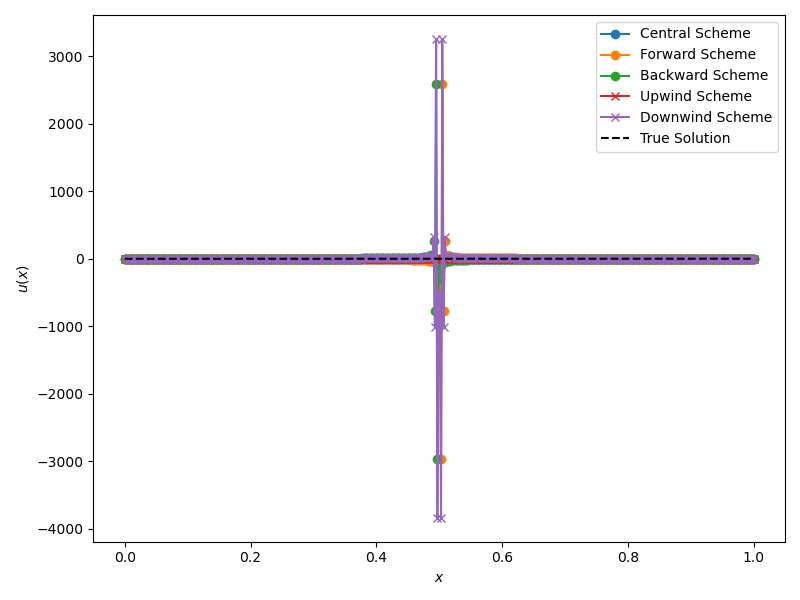 3000
2000
1000
0
−1000
−2000
−3000
−4000
u(x)
0.0
0.2
0.4
0.6
0.8
1.0
x
Central Scheme
Forward Scheme
Backward Scheme
Upwind Scheme
Downwind Scheme
True Solution